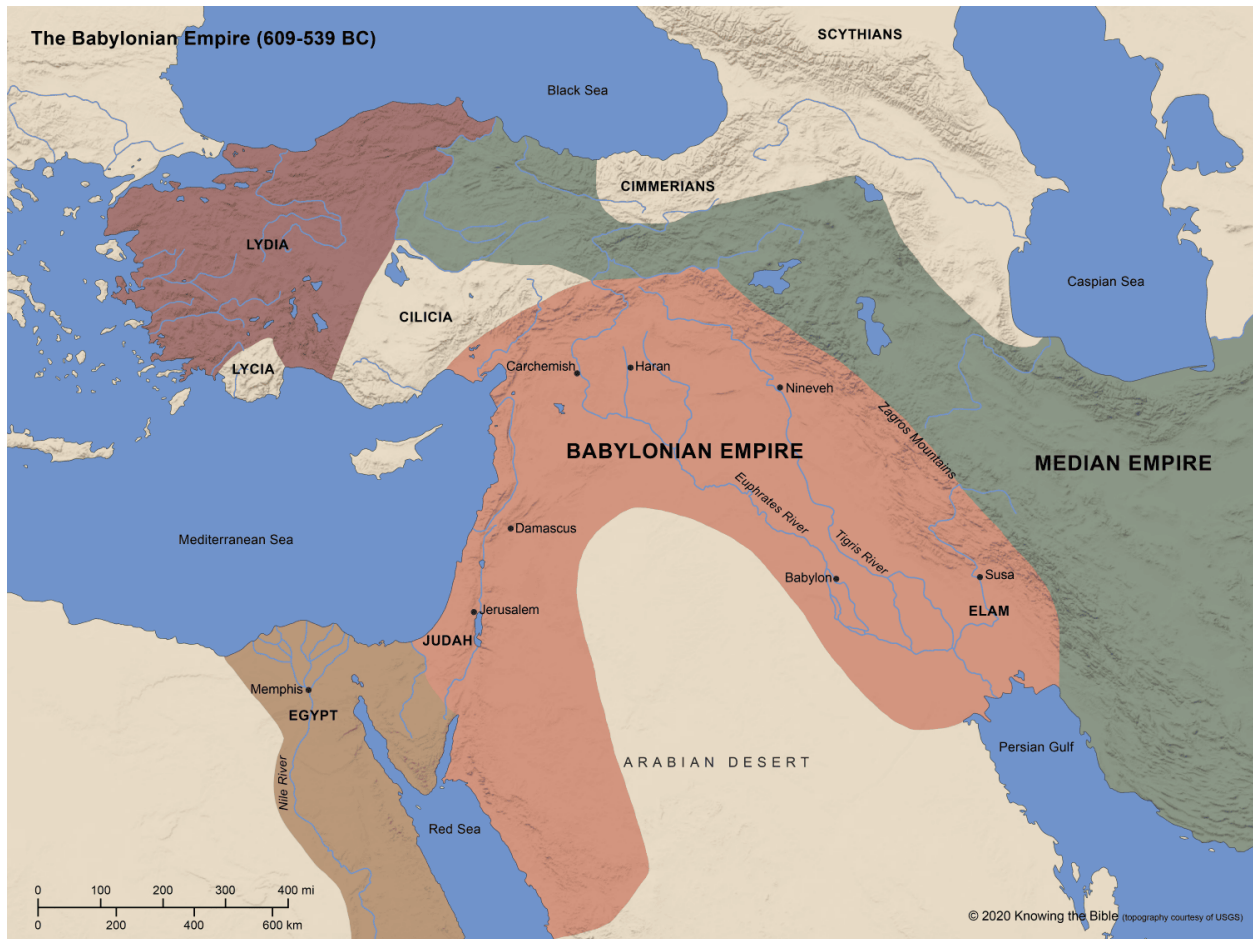 The Babylonian Empire (609-539 BC)
SCYTHIANS
Black Sea
CIMMERIANS
LYDIA
Caspian Sea
CILICIA
LYCIA
Carchemish
Haran
Nineveh
Zagros Mountains
BABYLONIAN EMPIRE
MEDIAN EMPIRE
Euphrates River
Damascus
Mediterranean Sea
Tigris River
Babylon
Susa
Jerusalem
ELAM
JUDAH
Memphis
EGYPT
Persian Gulf
ARABIAN DESERT
Nile River
Red Sea
0 100 200 300 400 mi
0 200 400 600 km
© 2020 Knowing the Bible (topography courtesy of USGS)